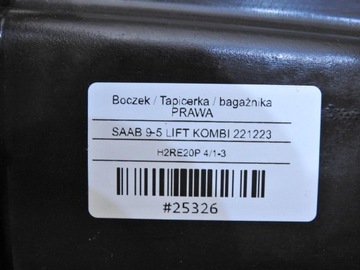 Boczek / Tapicerka / bagażnika
PRAWA
SAAB 9-5 LIFT KOMBI 221223
H2RE20P 4/1-3
#25326